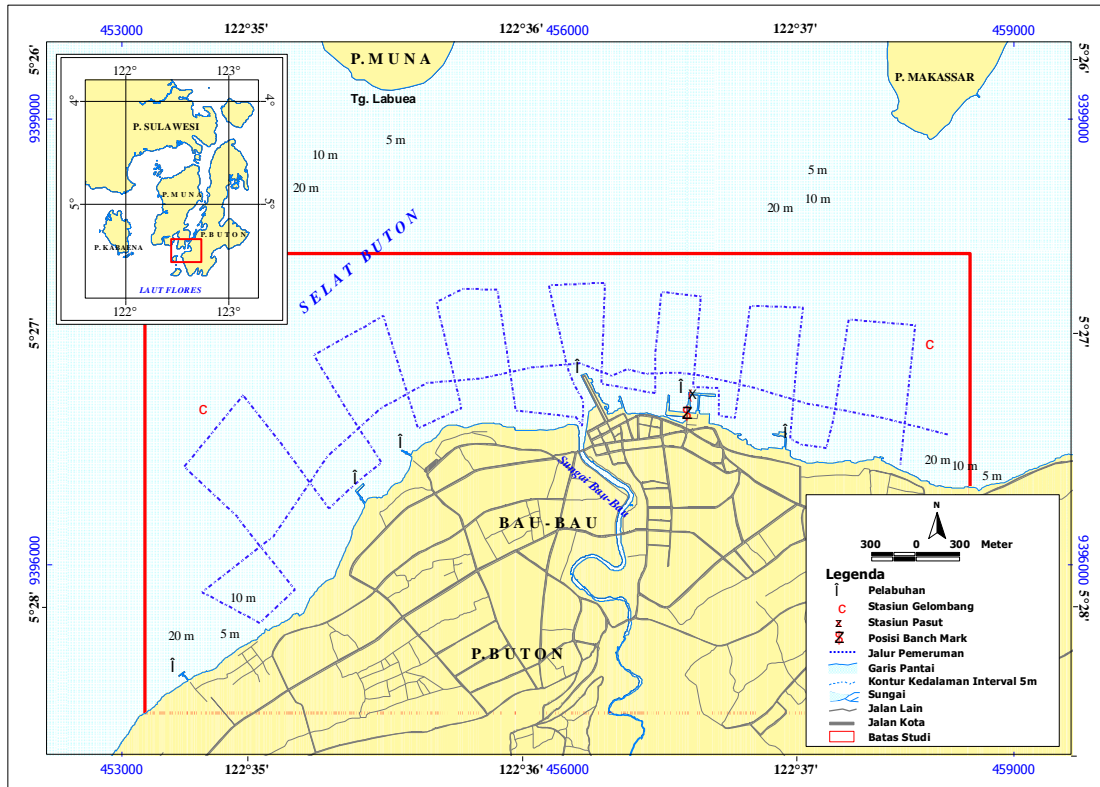 453000
122°35'
122°36'
456000
122°37'
459000
5°26'
5°26'
9399000
9399000
5°27'
5°27'
9396000
9396000
5°28'
5°28'
122°
123°
4°
4°
P. SULAWESI
P. MUNA
5°
5°
P. BUTON
P. KABAENA
LAUT FLORES
122°
123°
P. MUNA
Tg. Labuea
P. MAKASSAR
5 m
10 m
20 m
5 m
10 m
20 m
SELAT BUTON
C
C
Î
Î
Î
Î
Î
Î
x
Z
20 m
10 m
5 m
Sungai Bau-Bau
BAU-BAU
10 m
5 m
20 m
P. BUTON
N
300 0 300 Meter
Legenda
Î Pelabuhan
C Stasiun Gelombang
z Stasiun Pasut
Z Posisi Banch Mark
Jalur Pemeruman
Garis Pantai
Kontur Kedalaman Interval 5m
Sungai
Jalan Lain
Jalan Kota
Batas Studi
453000
122°35'
122°36'
456000
122°37'
459000